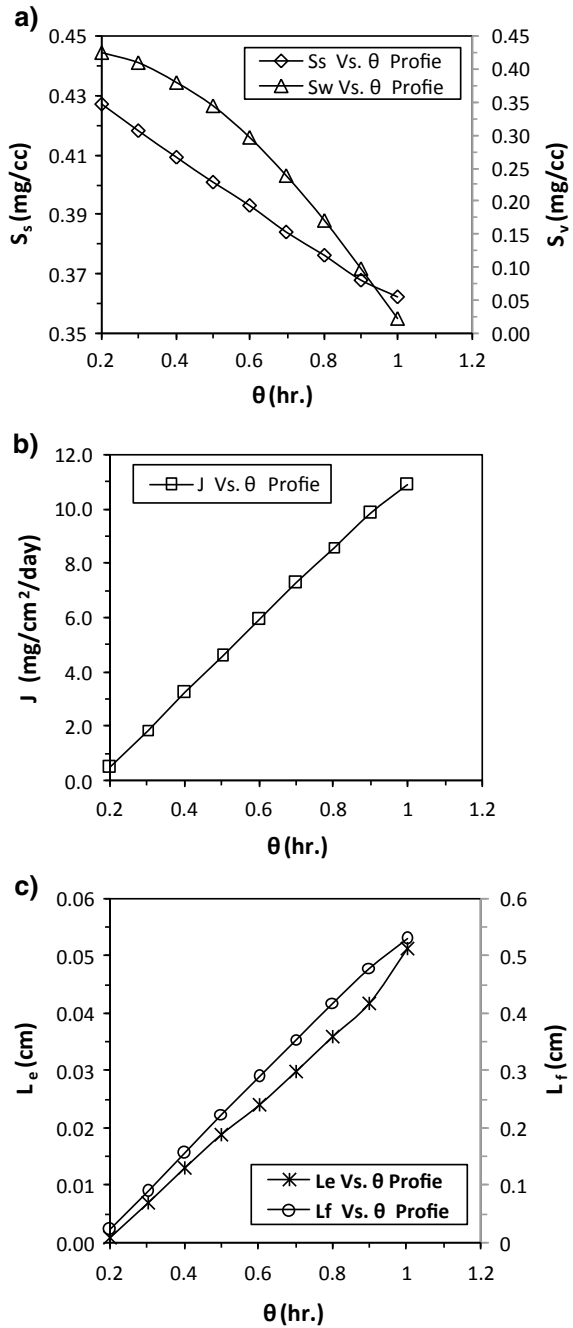 a)
0.45
0.43
0.41
0.39
0.37
0.35
Ss (mg/cc)
Ss Vs. θ Profie
Sw Vs. θ Profie
0.45
0.40
0.35
0.30
0.25
0.20
0.15
0.10
0.05
0.00
Sv (mg/cc)
0.2 0.4 0.6 0.8 1 1.2
θ (hr.)
b)
12.0
10.0
8.0
6.0
4.0
2.0
0.0
J (mg/cm²/day)
J Vs. θ Profie
0.2 0.4 0.6 0.8 1 1.2
θ (hr.)
c)
0.06
0.05
0.04
0.03
0.02
0.01
0.00
Le (cm)
0.6
0.5
0.4
0.3
0.2
0.1
0
Lf (cm)
Le Vs. θ Profie
Lf Vs. θ Profie
0.2 0.4 0.6 0.8 1 1.2
θ (hr.)